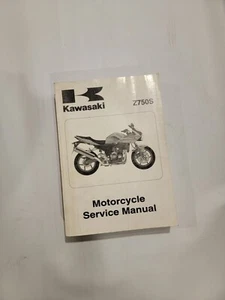 Kawasaki
Z750S
Motorcycle
Service Manual